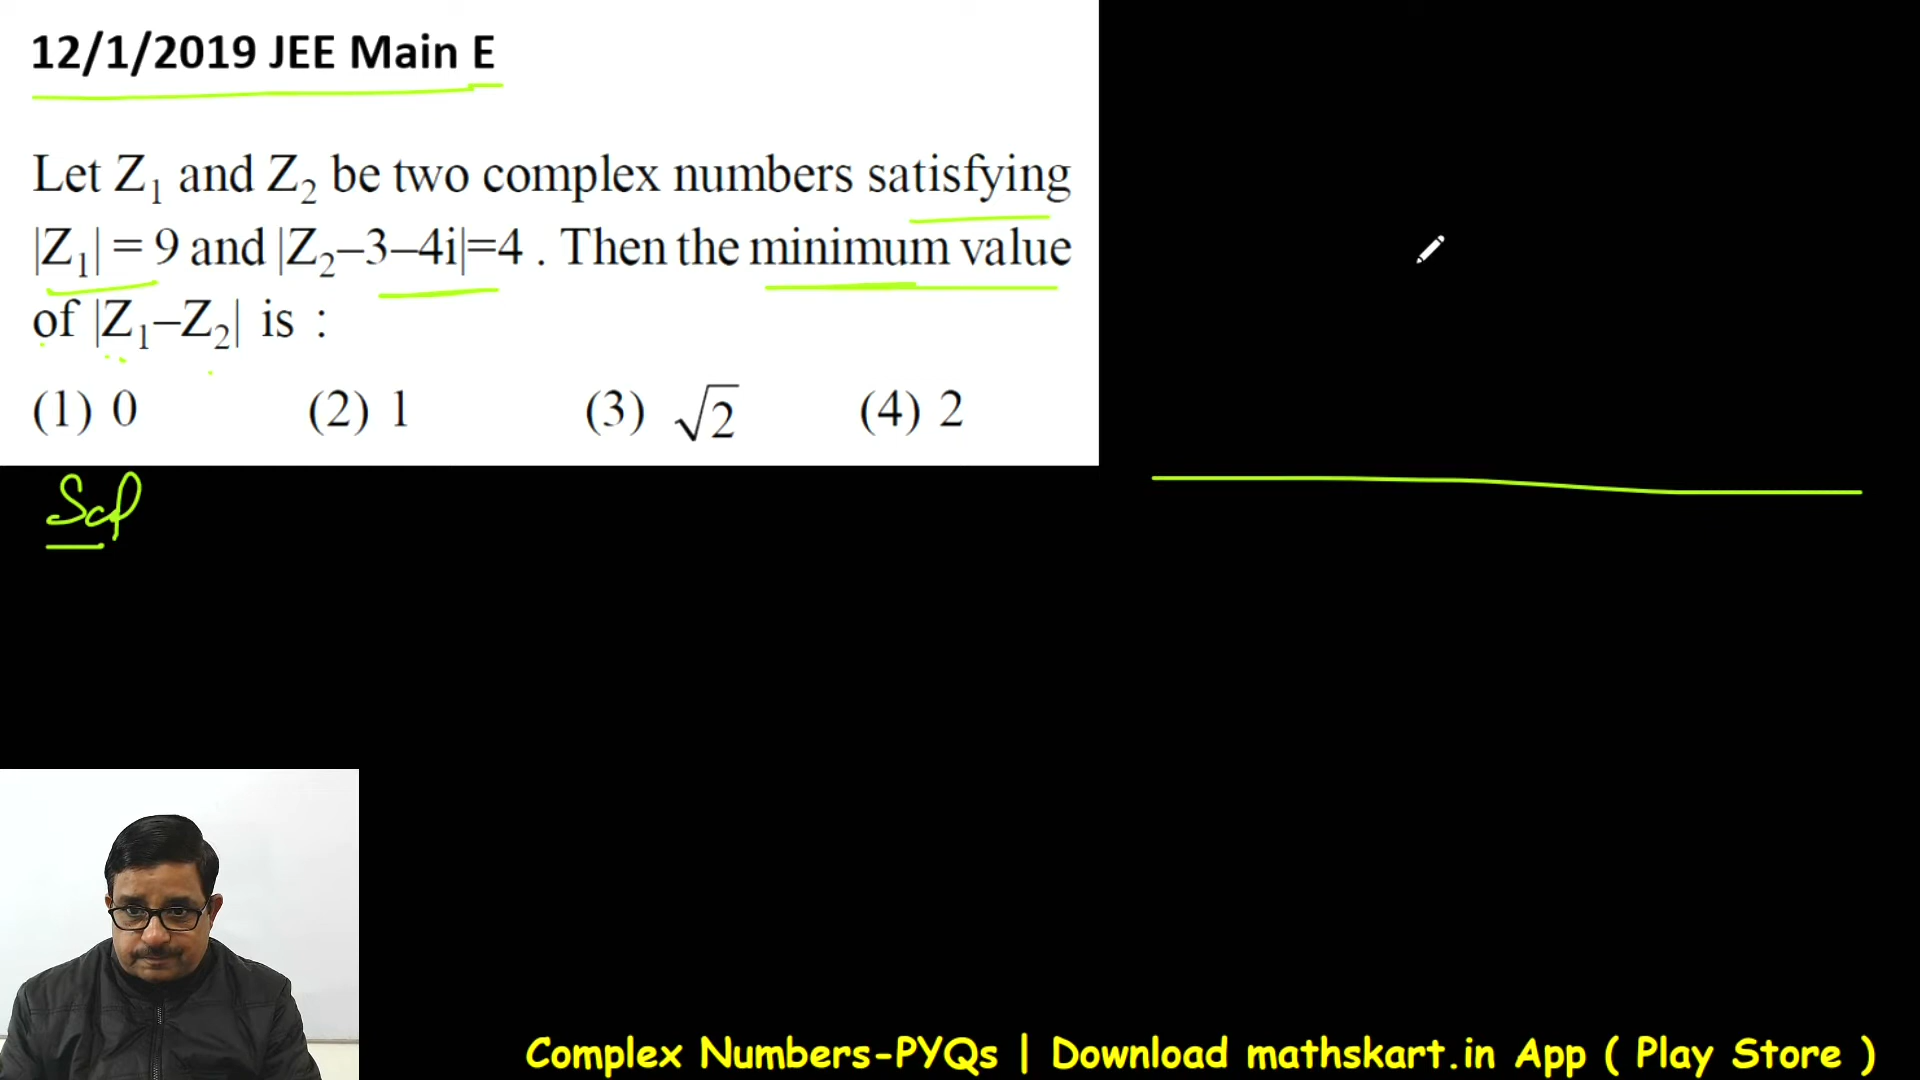 12/1/2019 JEE Main E
Let Z₁ and Z₂ be two complex numbers satisfying
|Z₁| = 9 and |Z₂–3–4i|=4 . Then the minimum value
of |Z₁–Z₂| is :
(1) 0 (2) 1 (3) √2 (4) 2
Sol
Complex Numbers-PYQs | Download mathskart.in App ( Play Store )